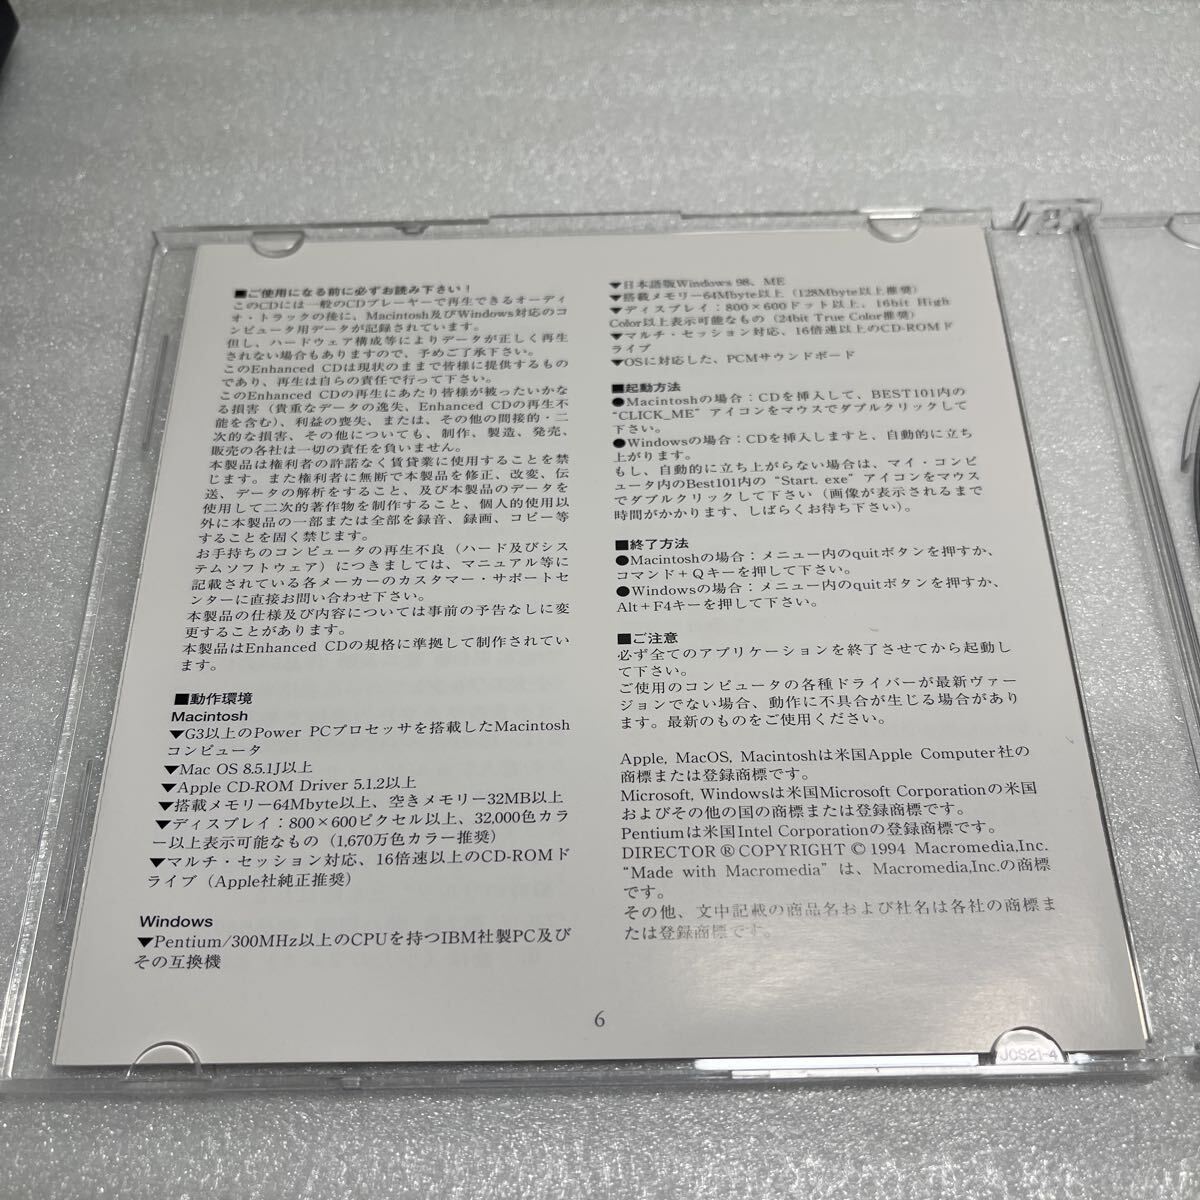 ■ご使用になる前に必ずお読み下さい！
このCDには一般のCDプレーヤーで再生できるオーディ
オ・トラックの後に、Macintosh及びWindows対応のコ
ンピュータ用データが記録されています。
但し、ハードウェア構成等によりデータが正しく再生
されない場合もありますので、予めご了承下さい。
このEnhanced CDは現状のままで皆様に提供するもの
であり、再生は自らの責任で行って下さい。
このEnhanced CDの再生にあたり皆様が被ったいかな
る損害（貴重なデータの逸失、Enhanced CDの再生不
能を含む）、利益の喪失、または、その他の間接的・二
次的な損害、その他についても、制作、製造、発売、
販売の各社は一切の責任を負いません。
本製品は権利者の許諾なく賃貸業に使用することを禁
じます。また権利者に無断で本製品を修正、改変、伝
送、データの解析をすること、及び本製品のデータを
使用して二次的著作物を制作すること、個人的使用以
外に本製品の一部または全部を録音、録画、コピー等
することを固く禁じます。
お手持ちのコンピュータの再生不良（ハード及びシス
テムソフトウェア）につきましては、マニュアル等に
記載されている各メーカーのカスタマー・サポートセ
ンターに直接お問い合わせ下さい。
本製品の仕様及び内容については事前の予告なしに変
更することがあります。
本製品はEnhanced CDの規格に準拠して制作されてい
ます。
■動作環境
Macintosh
▼G3以上のPower PCプロセッサを搭載したMacintosh
コンピュータ
▼Mac OS 8.5.1J以上
▼Apple CD-ROM Driver 5.1.2以上
▼搭載メモリー64Mbyte以上、空きメモリー32MB以上
▼ディスプレイ：800×600ピクセル以上、32,000色カラ
ー以上表示可能なもの（1,670万色カラー推奨）
▼マルチ・セッション対応、16倍速以上のCD-ROMド
ライブ（Apple社純正推奨）
Windows
▼Pentium/300MHz以上のCPUを持つIBM社製PC及び
その互換機
▼日本語版Windows 98、ME
▼搭載メモリー64Mbyte以上（128Mbyte以上推奨）
▼ディスプレイ：800×600ドット以上、16bit High
Color以上表示可能なもの（24bit True Color推奨）
▼マルチ・セッション対応、16倍速以上のCD-ROMド
ライブ
▼OSに対応した、PCMサウンドボード
■起動方法
●Macintoshの場合：CDを挿入して、BEST101内の
“CLICK_ME” アイコンをマウスでダブルクリックして
下さい。
●Windowsの場合：CDを挿入しますと、自動的に立ち
上がります。
もし、自動的に立ち上がらない場合は、マイ・コンピ
ュータ内のBest101内の “Start. exe” アイコンをマウス
でダブルクリックして下さい（画像が表示されるまで
時間がかかります、しばらくお待ち下さい）。
■終了方法
●Macintoshの場合：メニュー内のquitボタンを押すか、
コマンド+Qキーを押して下さい。
●Windowsの場合：メニュー内のquitボタンを押すか、
Alt+F4キーを押して下さい。
■ご注意
必ず全てのアプリケーションを終了させてから起動し
て下さい。
ご使用のコンピュータの各種ドライバーが最新ヴァー
ジョンでない場合、動作に不具合が生じる場合があり
ます。最新のものをご使用ください。
Apple, MacOS, Macintoshは米国Apple Computer社の
商標または登録商標です。
Microsoft, Windowsは米国Microsoft Corporationの米国
およびその他の国の商標または登録商標です。
Pentiumは米国Intel Corporationの登録商標です。
DIRECTOR®COPYRIGHT©1994 Macromedia,Inc.
“Made with Macromedia” は、Macromedia,Inc.の商標
です。
その他、文中記載の商品名および社名は各社の商標ま
たは登録商標です。
6
JCS21-4